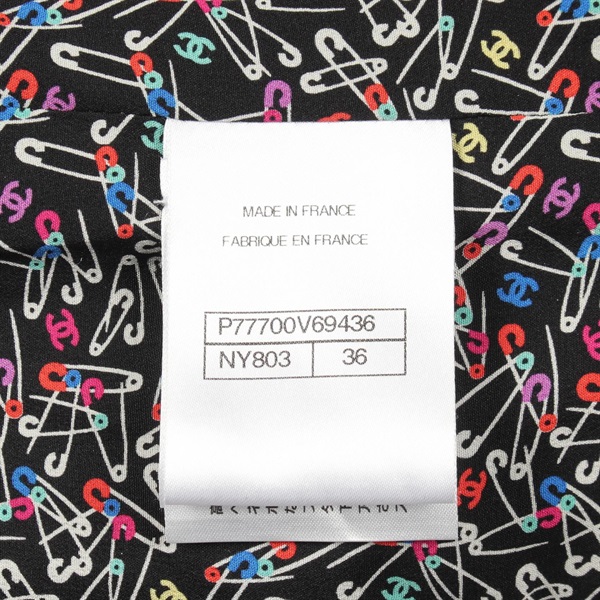 MADE IN FRANCE
FABRIQUE EN FRANCE
P77700V69436
NY803 36